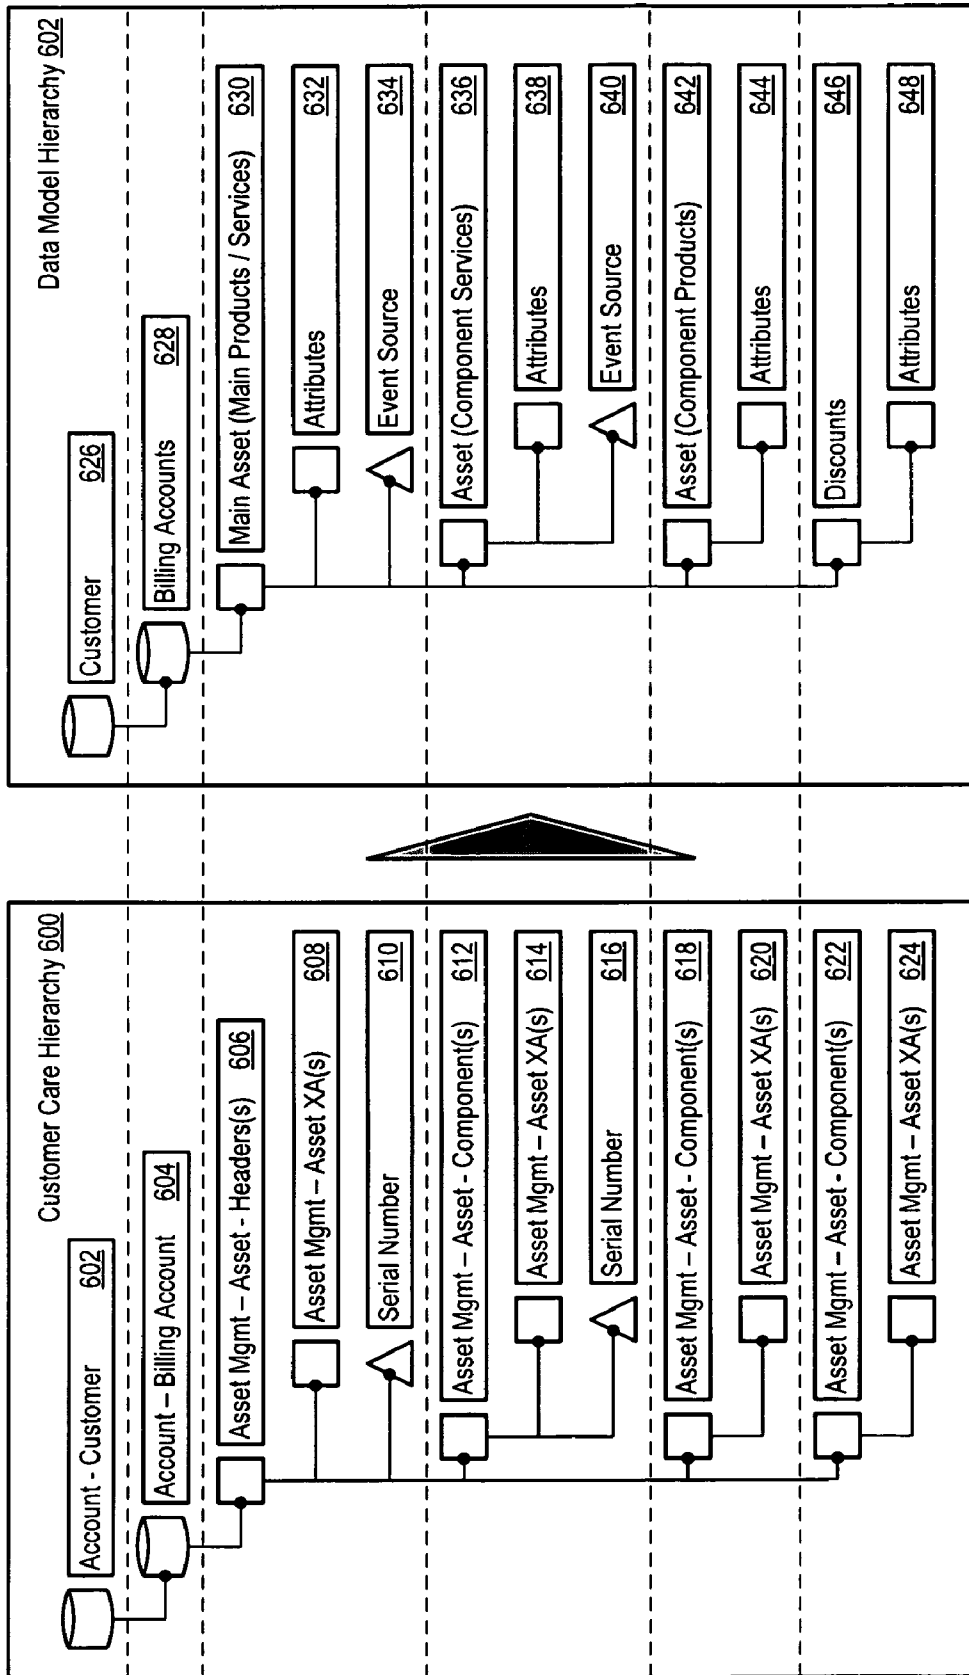 Customer Care Hierarchy 600
Account - Customer 602
Account – Billing Account 604
Asset Mgmt – Asset - Headers(s) 606
Asset Mgmt – Asset XA(s) 608
Serial Number 610
Asset Mgmt – Asset - Component(s) 612
Asset Mgmt – Asset XA(s) 614
Serial Number 616
Asset Mgmt – Asset - Component(s) 618
Asset Mgmt – Asset XA(s) 620
Asset Mgmt – Asset - Component(s) 622
Asset Mgmt – Asset XA(s) 624
Data Model Hierarchy 602
Customer 626
Billing Accounts 628
Main Asset (Main Products / Services) 630
Attributes 632
Event Source 634
Asset (Component Services) 636
Attributes 638
Event Source 640
Asset (Component Products) 642
Attributes 644
Discounts 646
Attributes 648